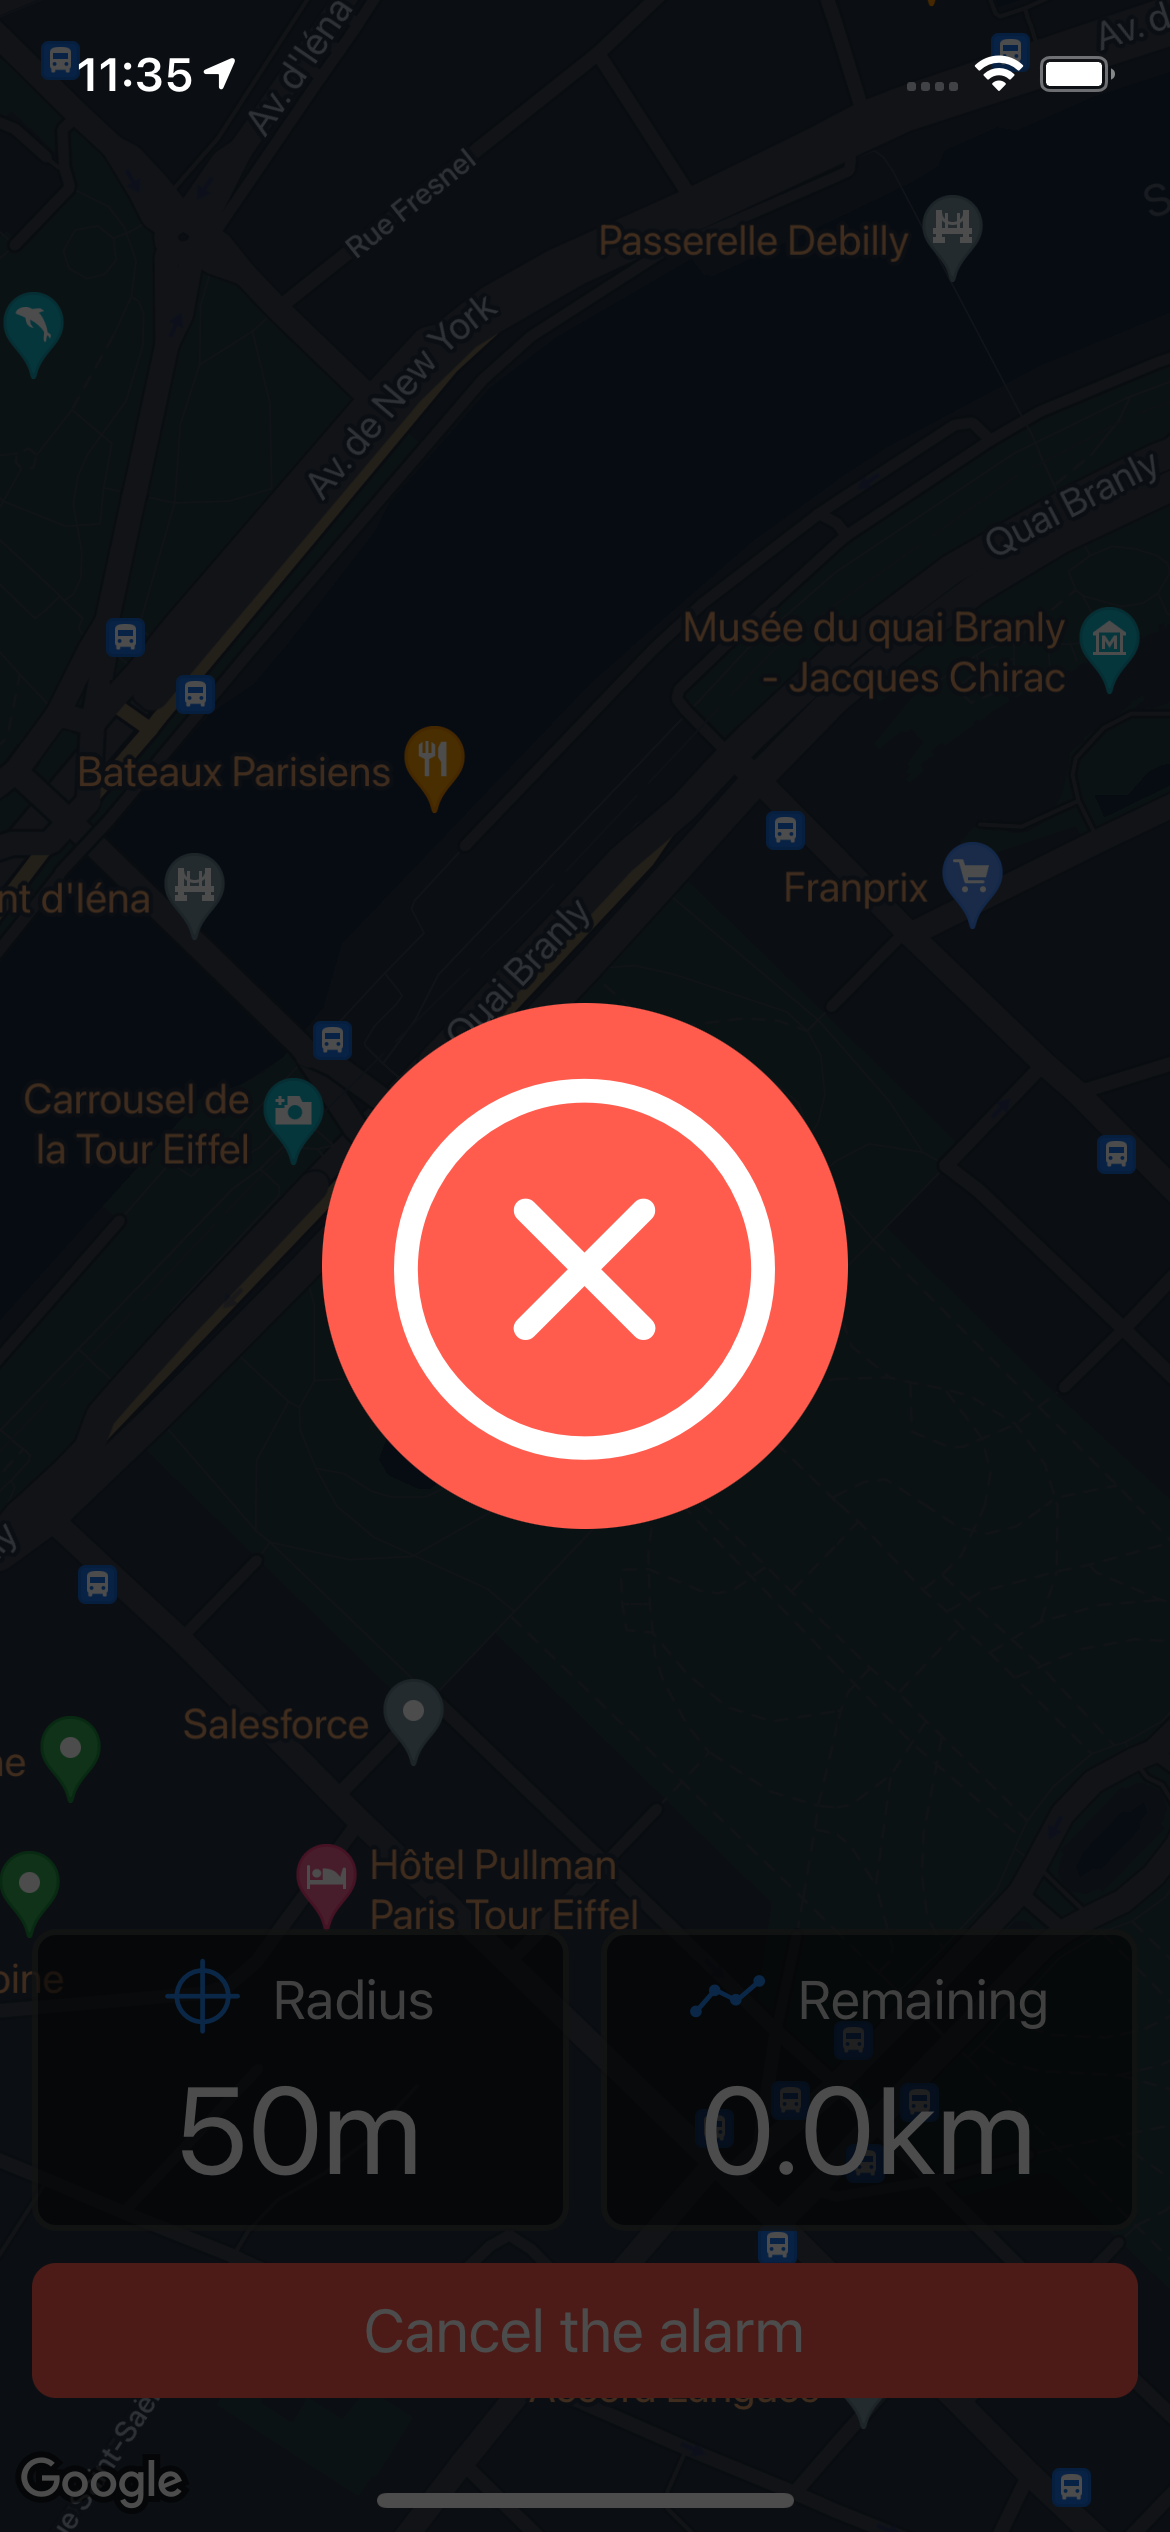 11:35
Av. d'Iéna
Rue Fresnel
Passerelle Debilly
Av. de New York
Quai Branly
Musée du quai Branly
- Jacques Chirac
Bateaux Parisiens
Franprix
nt d'Iéna
Quai Branly
Carrousel de
la Tour Eiffel
Salesforce
Hôtel Pullman
Paris Tour Eiffel
Radius
Remaining
50m
0.0km
Cancel the alarm
Google